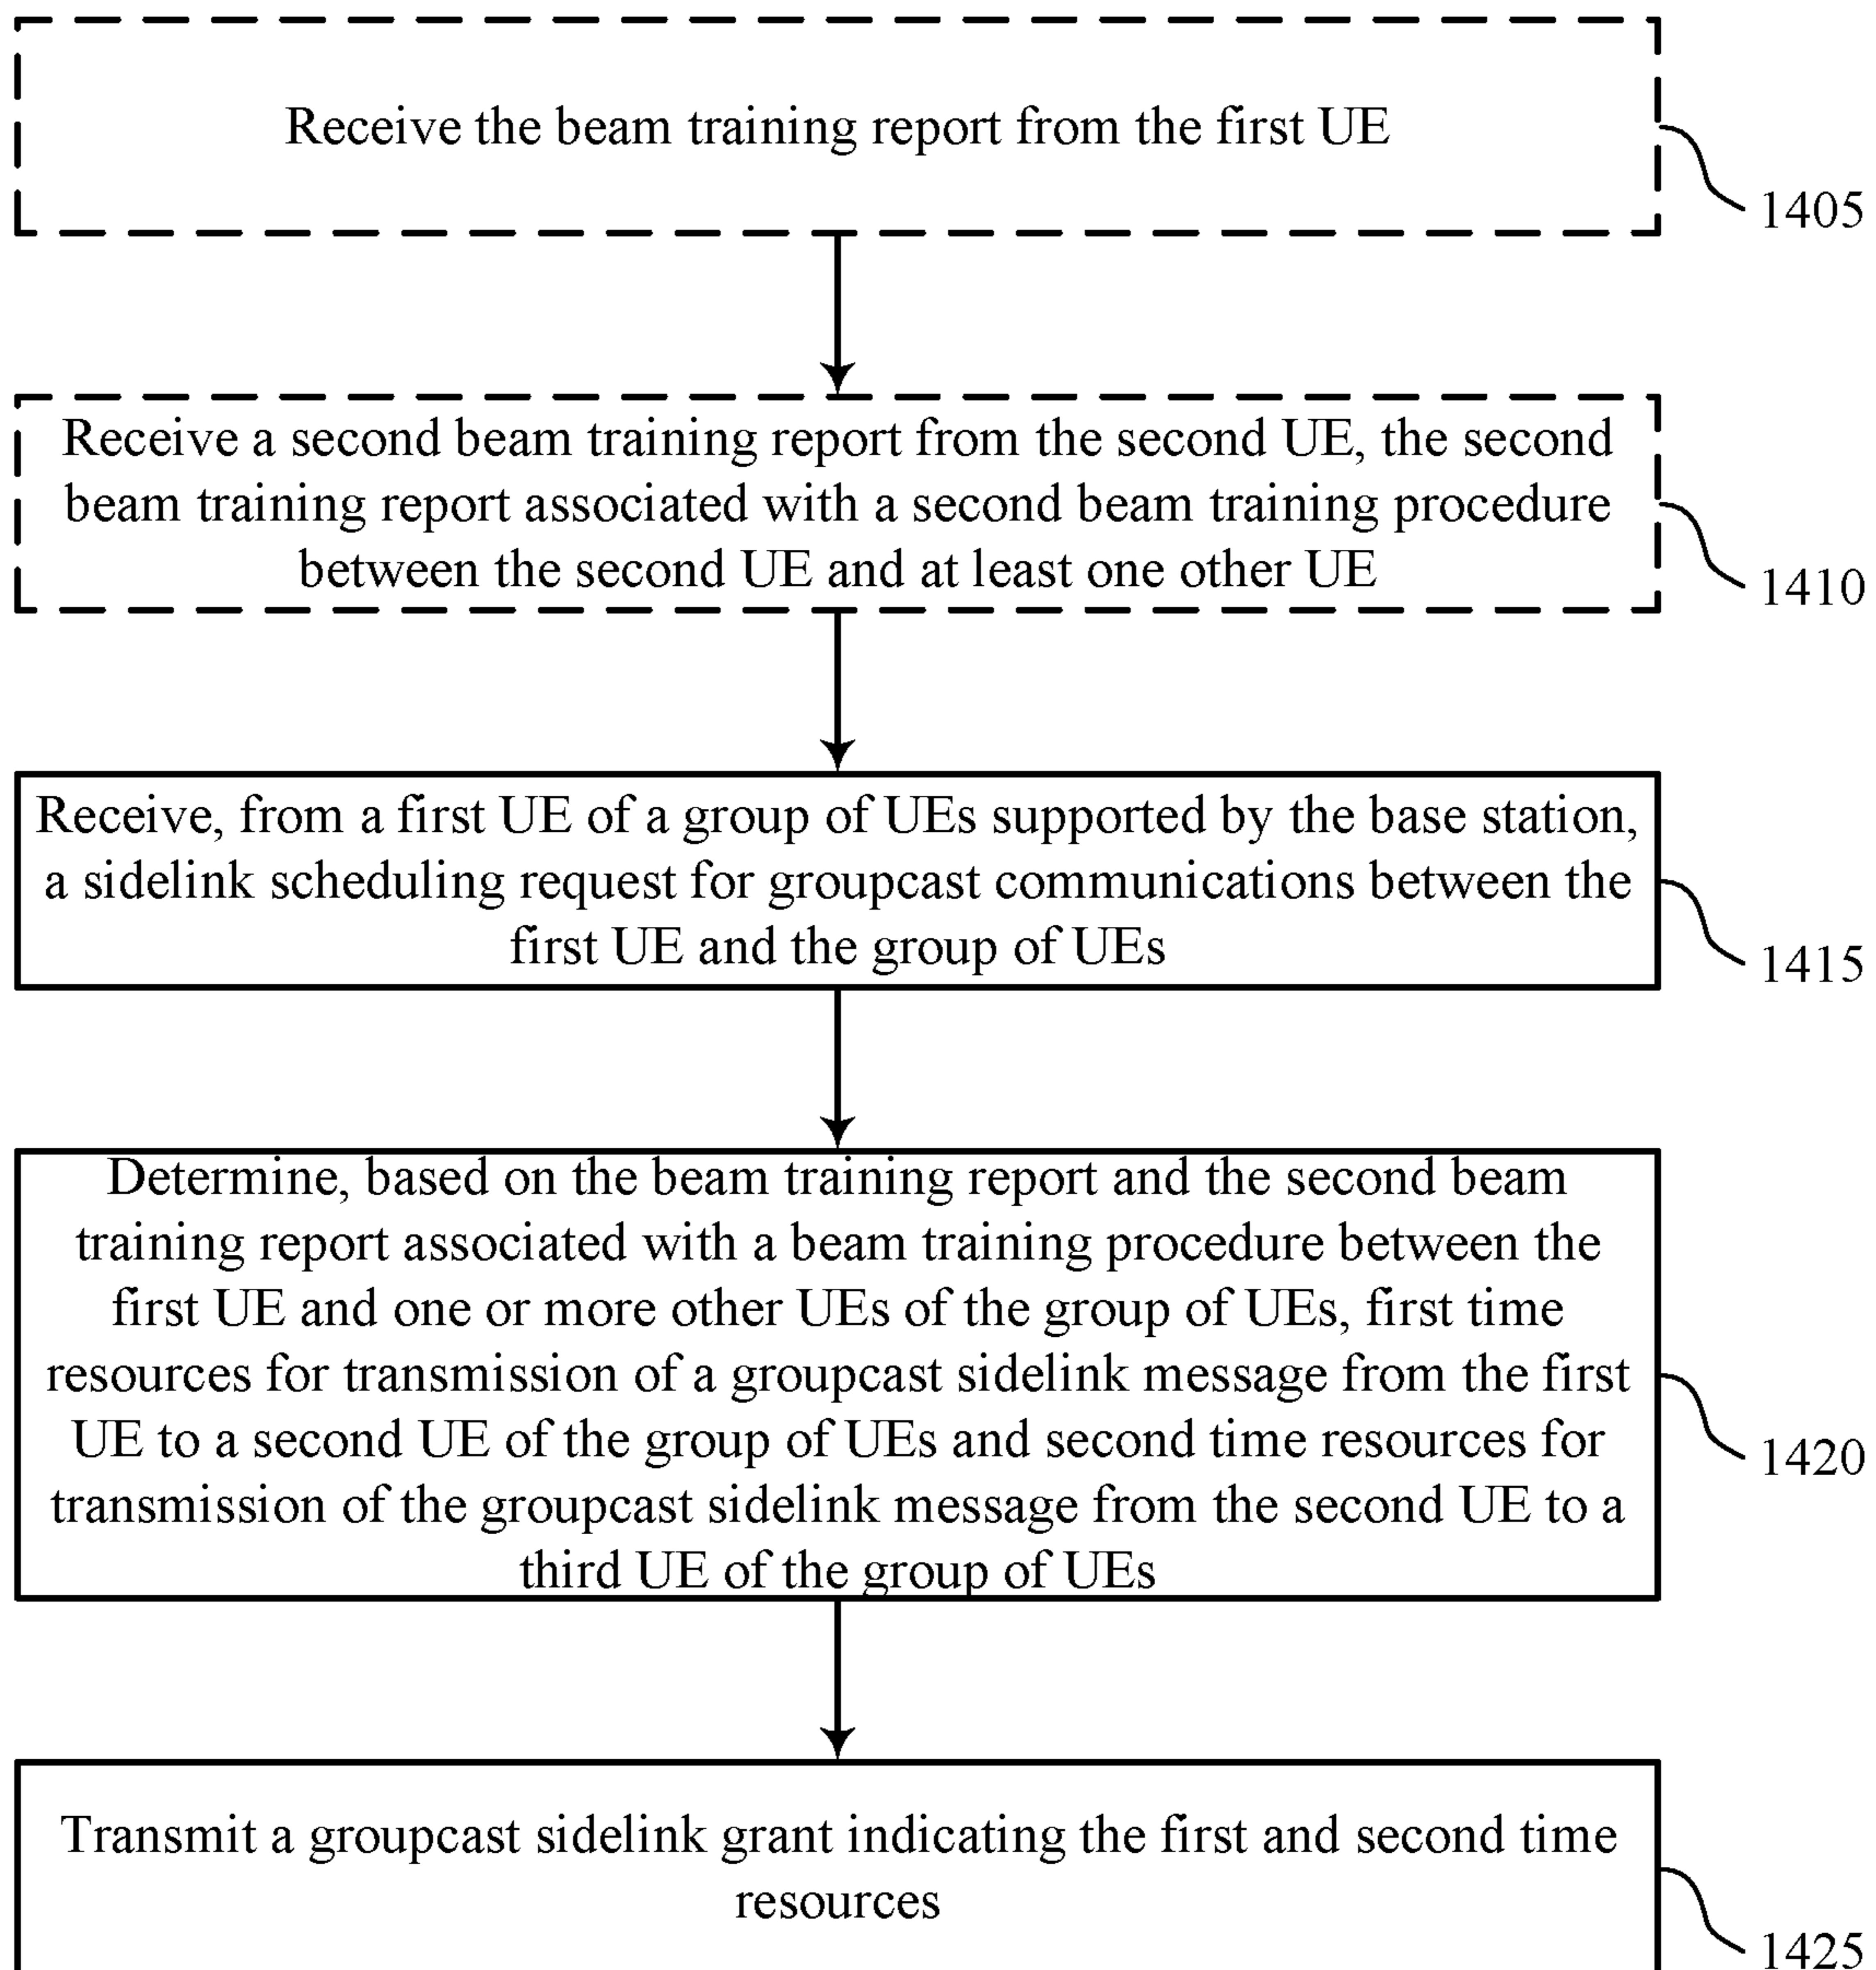 Receive the beam training report from the first UE
1405
Receive a second beam training report from the second UE, the second
beam training report associated with a second beam training procedure
between the second UE and at least one other UE
1410
Receive, from a first UE of a group of UEs supported by the base station,
a sidelink scheduling request for groupcast communications between the
first UE and the group of UEs
1415
Determine, based on the beam training report and the second beam
training report associated with a beam training procedure between the
first UE and one or more other UEs of the group of UEs, first time
resources for transmission of a groupcast sidelink message from the first
UE to a second UE of the group of UEs and second time resources for
transmission of the groupcast sidelink message from the second UE to a
third UE of the group of UEs
1420
Transmit a groupcast sidelink grant indicating the first and second time
resources
1425